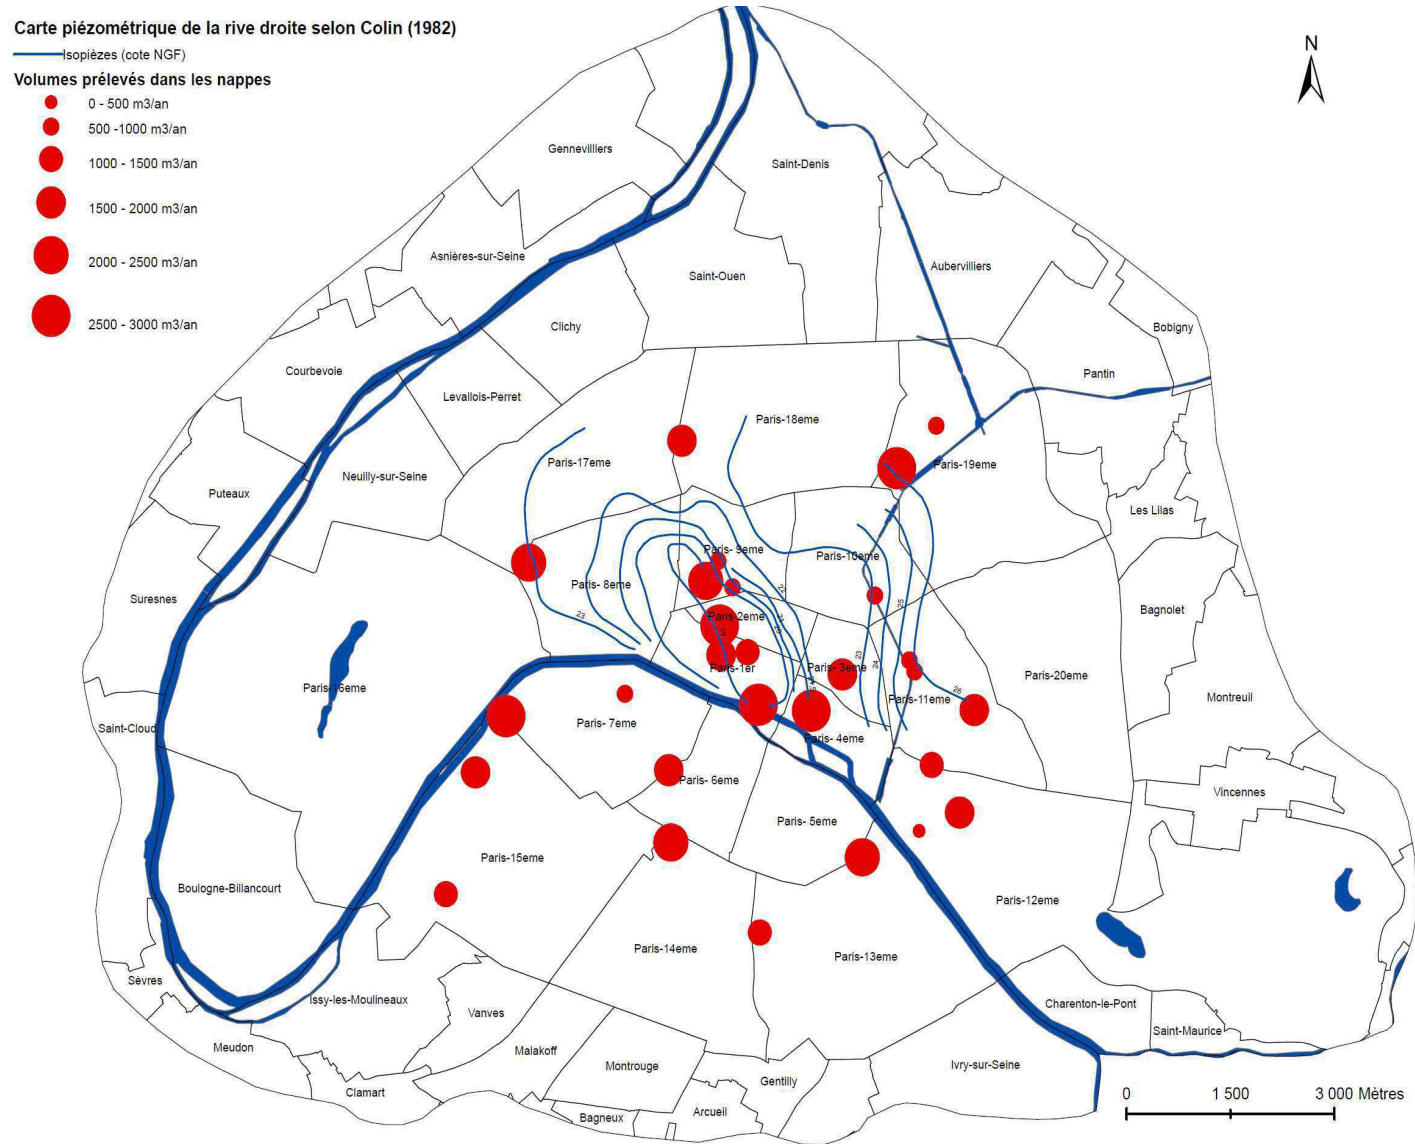 Carte piézométrique de la rive droite selon Colin (1982)
Isopièzes (cote NGF)
Volumes prélevés dans les nappes
0 - 500 m3/an
500 -1000 m3/an
1000 - 1500 m3/an
1500 - 2000 m3/an
2000 - 2500 m3/an
2500 - 3000 m3/an
N
Gennevilliers
Saint-Denis
Asnières-sur-Seine
Saint-Ouen
Aubervilliers
Clichy
Bobigny
Courbevoie
Pantin
Levallois-Perret
Paris-18eme
Paris-17eme
Paris-19eme
Neuilly-sur-Seine
Puteaux
Les Lilas
Paris- 9eme
Paris-10eme
Paris- 8eme
Suresnes
Bagnolet
22
25
23
Paris-2eme
21
20
Paris-1er
Paris- 3eme
23
24
Paris-20eme
Paris-16eme
26
Paris-11eme
Montreuil
Saint-Cloud
Paris- 7eme
Paris- 4eme
Paris- 6eme
Vincennes
Paris- 5eme
Paris-15eme
Boulogne-Billancourt
Paris-12eme
Paris-14eme
Paris-13eme
Sèvres
Issy-les-Moulineaux
Vanves
Charenton-le-Pont
Saint-Maurice
Meudon
Malakoff
Montrouge
Gentilly
Ivry-sur-Seine
Clamart
Bagneux
Arcueil
0 1 500 3 000 Mètres